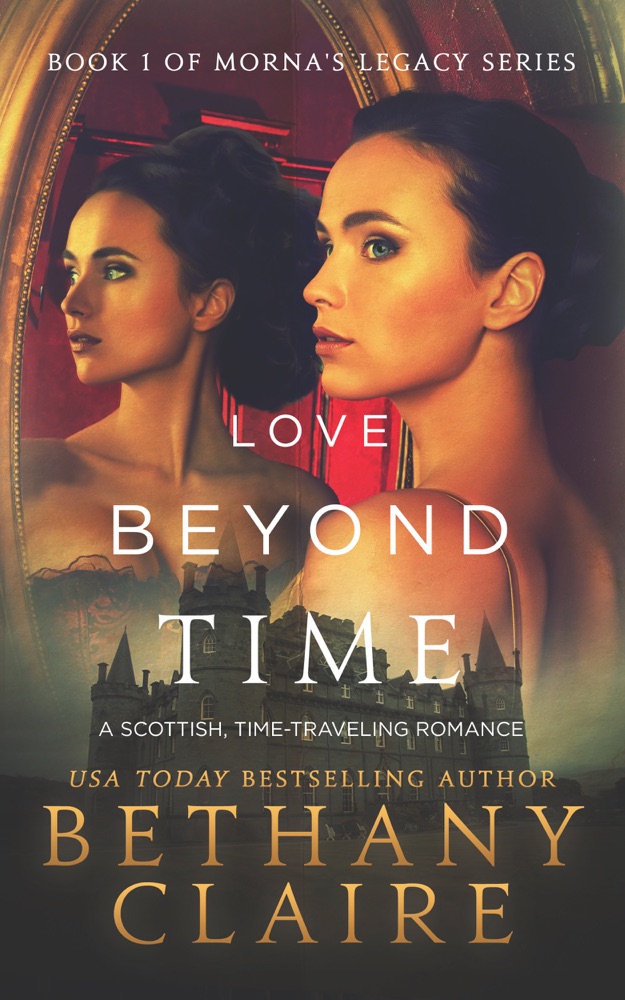 BOOK 1 OF MORNA'S LEGACY SERIES
LOVE
BEYOND
TIME
A SCOTTISH, TIME-TRAVELING ROMANCE
USA TODAY BESTSELLING AUTHOR
BETHANY
CLAIRE